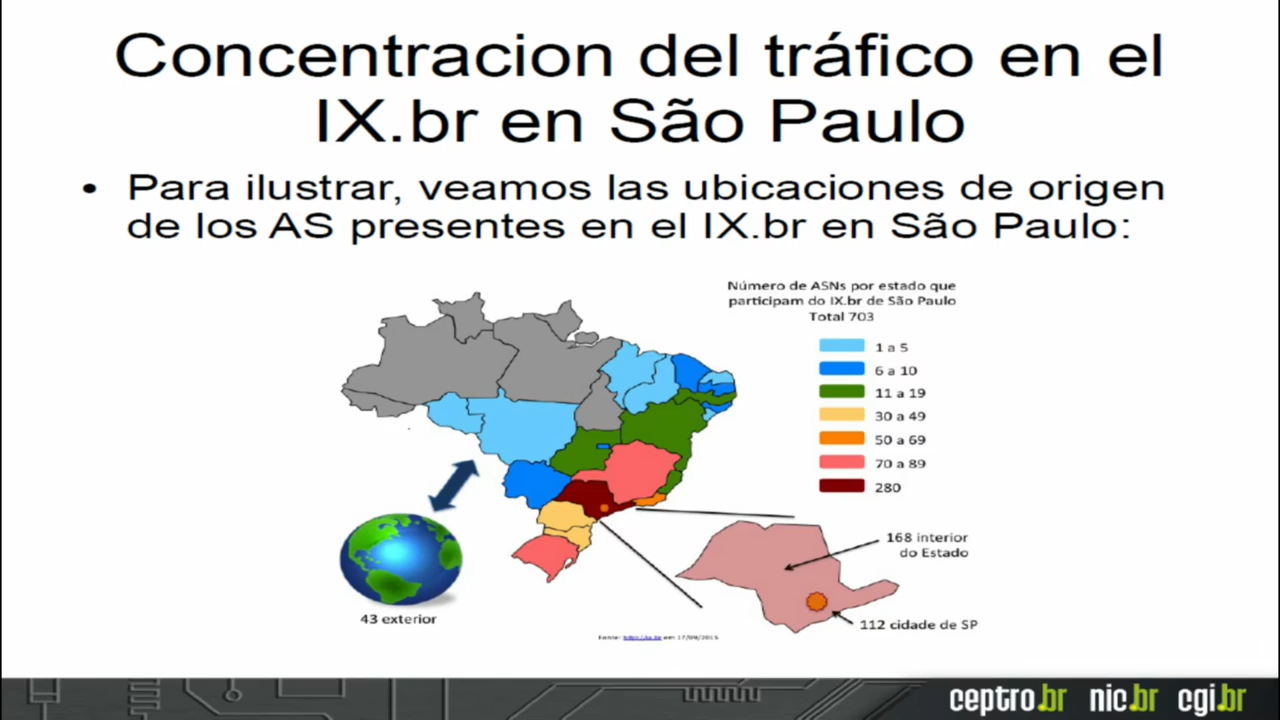 Concentracion del tráfico en el
IX.br en São Paulo
• Para ilustrar, veamos las ubicaciones de origen
de los AS presentes en el IX.br en São Paulo:
Número de ASNs por estado que
participam do IX.br de São Paulo
Total 703
1 a 5
6 a 10
11 a 19
30 a 49
50 a 69
70 a 89
280
168 interior
do Estado
112 cidade de SP
43 exterior
Fonte: em
ceptro.br nic.br cgi.br